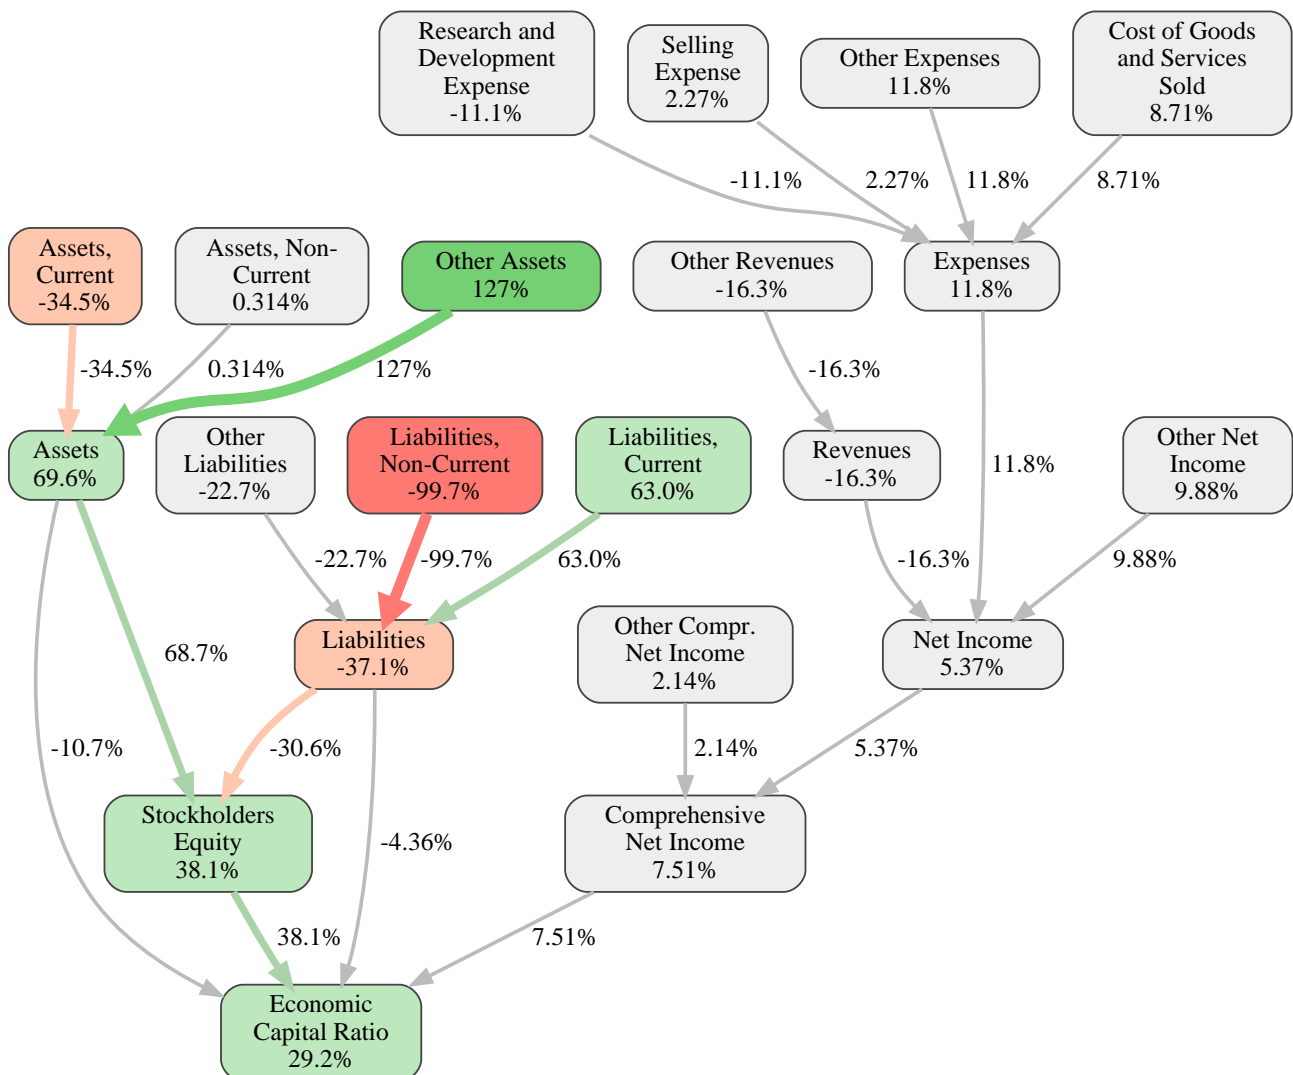 Research and
Development
Expense
-11.1%
Selling
Expense
2.27%
Other Expenses
11.8%
Cost of Goods
and Services
Sold
8.71%
-11.1%
2.27%
11.8%
8.71%
Assets,
Current
-34.5%
Assets, Non-
Current
0.314%
Other Assets
127%
Other Revenues
-16.3%
Expenses
11.8%
-34.5%
0.314%
127%
-16.3%
Assets
69.6%
Other
Liabilities
-22.7%
Liabilities,
Non-Current
-99.7%
Liabilities,
Current
63.0%
Revenues
-16.3%
11.8%
Other Net
Income
9.88%
-22.7%
-99.7%
63.0%
-16.3%
9.88%
68.7%
Liabilities
-37.1%
Other Compr.
Net Income
2.14%
Net Income
5.37%
-10.7%
-30.6%
2.14%
5.37%
Stockholders
Equity
38.1%
-4.36%
Comprehensive
Net Income
7.51%
38.1%
7.51%
Economic
Capital Ratio
29.2%